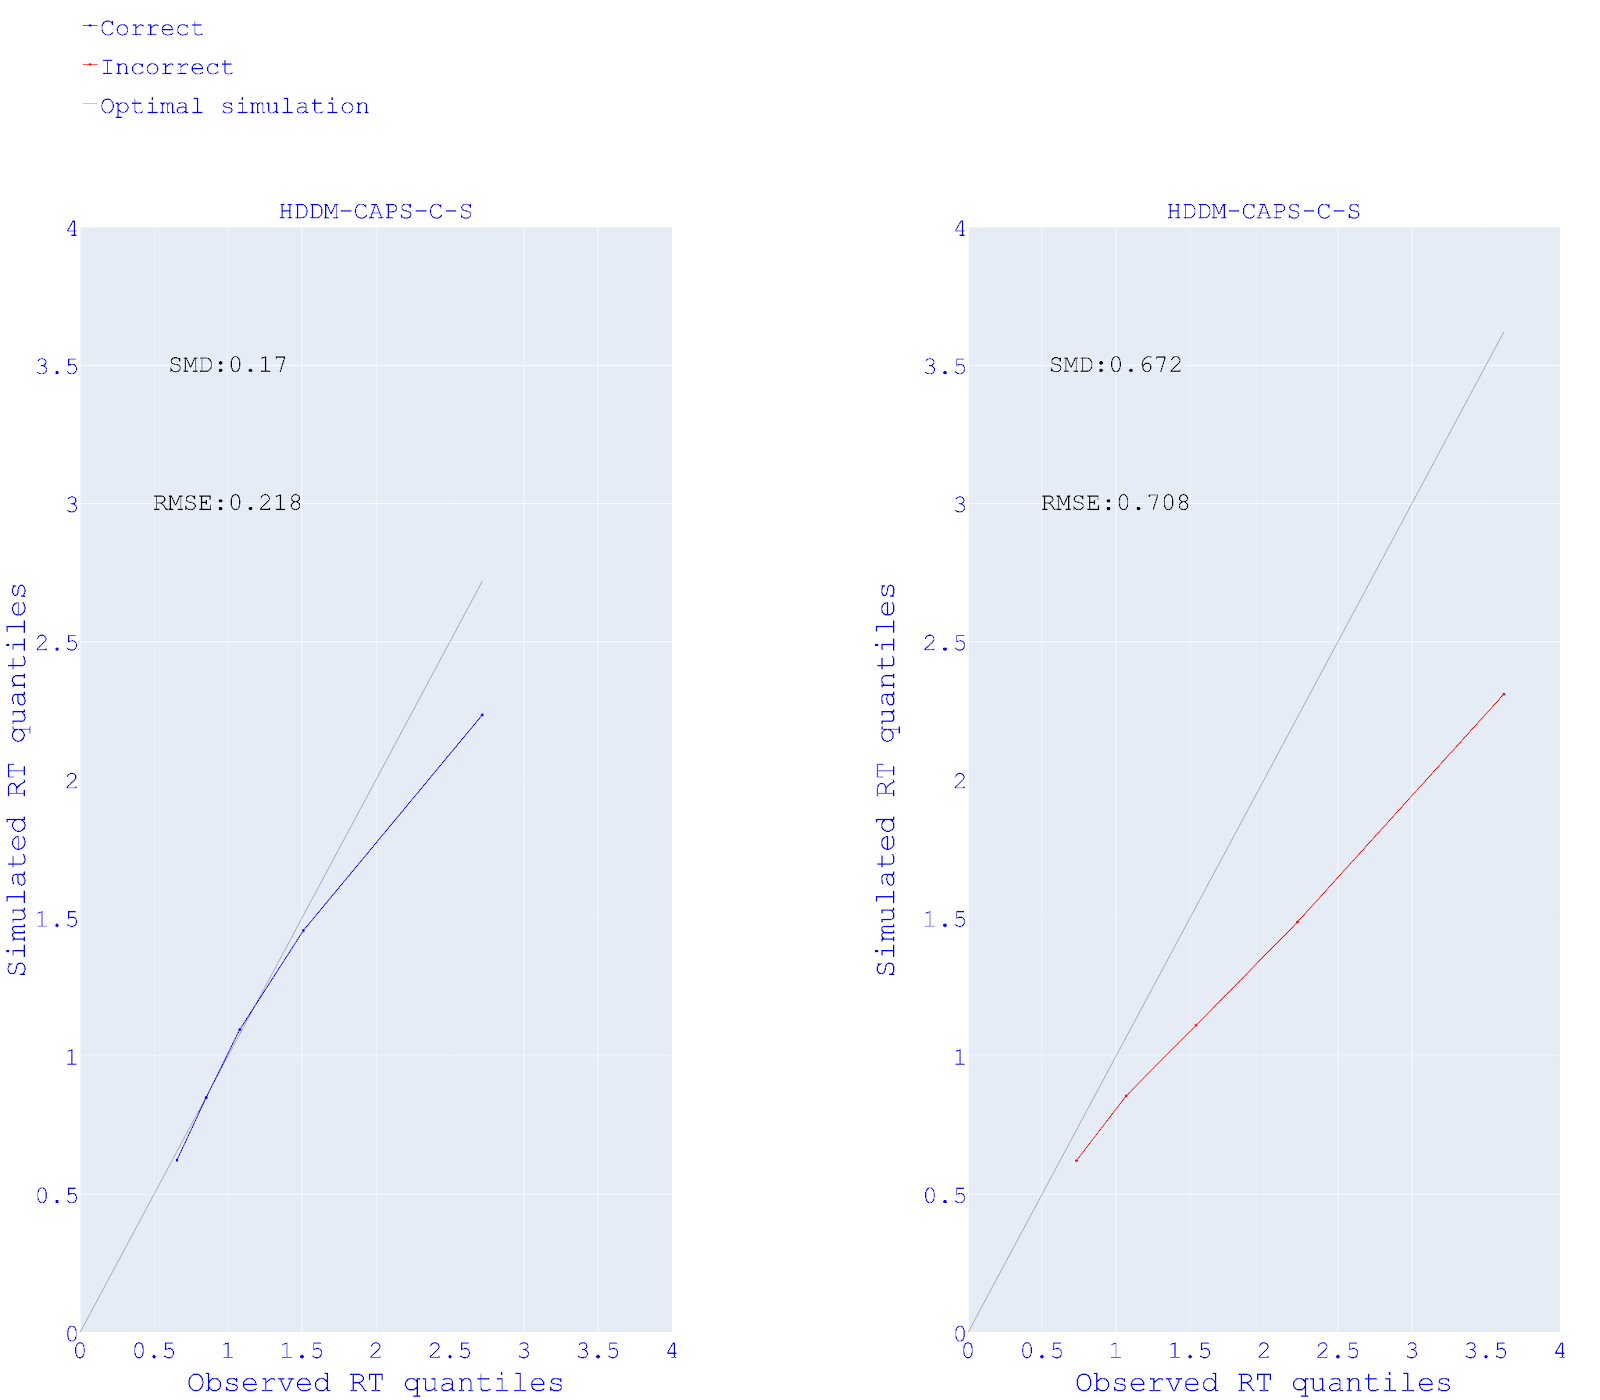 Correct
Incorrect
Optimal simulation
HDDM-CAPS-C-S
4
3.5
3
2.5
2
1.5
1
0.5
0
SMD:0.17
RMSE:0.218
Simulated RT quantiles
0 0.5 1 1.5 2 2.5 3 3.5 4
Observed RT quantiles
HDDM-CAPS-C-S
4
3.5
3
2.5
2
1.5
1
0.5
0
SMD:0.672
RMSE:0.708
Simulated RT quantiles
0 0.5 1 1.5 2 2.5 3 3.5 4
Observed RT quantiles